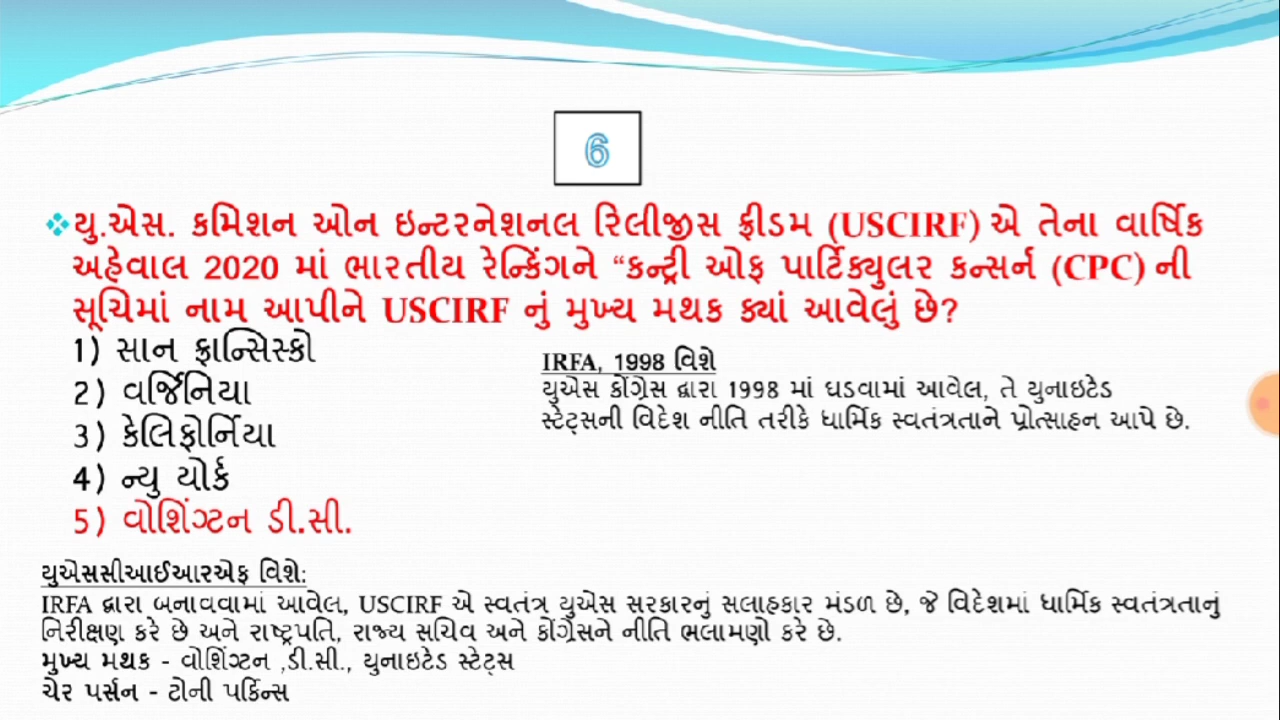 6
❖યુ.એસ. કમિશન ઓન ઇન્ટરનેશનલ રિલીજીસ ફ્રીડમ (USCIRF) એ તેના વાર્ષિક
અહેવાલ 2020 માં ભારતીય રેન્કિંગને “કન્ટ્રી ઓફ પાર્ટિક્યુલર કન્સર્ન (CPC) ની
સૂચિમાં નામ આપીને USCIRF નું મુખ્ય મથક ક્યાં આવેલું છે?
1) સાન ફ્રાન્સિસ્કો
2) વર્જિનિયા
3) કેલિફોર્નિયા
4) ન્યુ યોર્ક
5) વોશિંગ્ટન ડી.સી.
IRFA, 1998 વિશે
યુએસ કોંગ્રેસ દ્વારા 1998 માં ઘડવામાં આવેલ, તે યુનાઇટેડ
સ્ટેટ્સની વિદેશ નીતિ તરીકે ધાર્મિક સ્વતંત્રતાને પ્રોત્સાહન આપે છે.
યુએસસીઆઈઆરએફ વિશે:
IRFA દ્વારા બનાવવામાં આવેલ, USCIRF એ સ્વતંત્ર યુએસ સરકારનું સલાહકાર મંડળ છે, જે વિદેશમાં ધાર્મિક સ્વતંત્રતાનું
નિરીક્ષણ કરે છે અને રાષ્ટ્રપતિ, રાજ્ય સચિવ અને કોંગ્રેસને નીતિ ભલામણો કરે છે.
મુખ્ય મથક - વોશિંગ્ટન ,ડી.સી., યુનાઇટેડ સ્ટેટ્સ
ચેર પર્સન - ટોની પર્કિન્સ